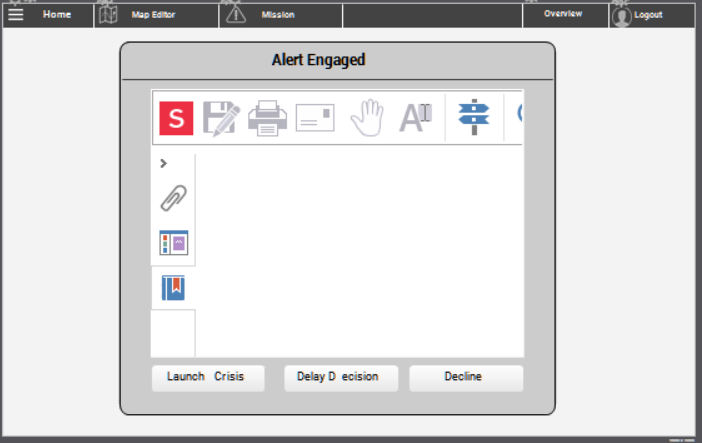 Home Map Editor Mission Overview Logout
Alert Engaged
S A
Launch Crisis Delay D ecision Decline